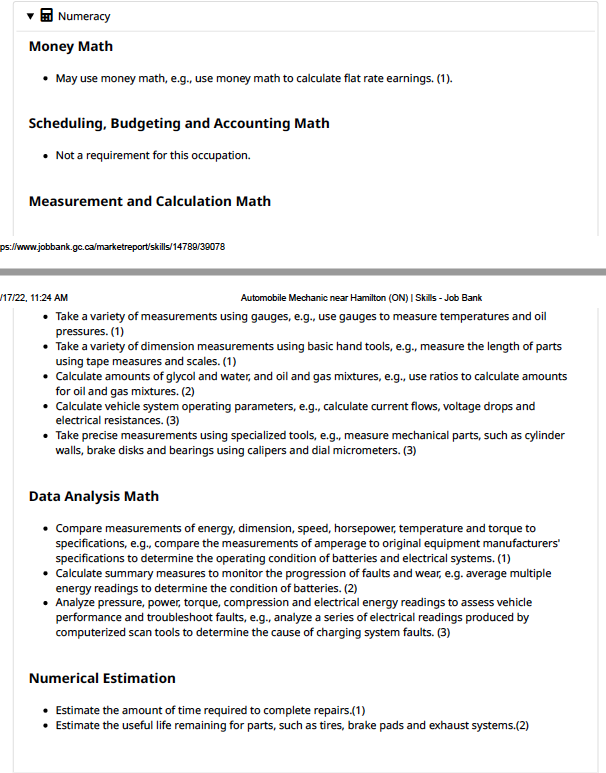 ▼ Numeracy
Money Math
• May use money math, e.g., use money math to calculate flat rate earnings. (1).
Scheduling, Budgeting and Accounting Math
• Not a requirement for this occupation.
Measurement and Calculation Math
ps://www.jobbank.gc.ca/marketreport/skills/14789/39078
/17/22, 11:24 AM Automobile Mechanic near Hamilton (ON) | Skills - Job Bank
• Take a variety of measurements using gauges, e.g., use gauges to measure temperatures and oil
pressures. (1)
• Take a variety of dimension measurements using basic hand tools, e.g., measure the length of parts
using tape measures and scales. (1)
• Calculate amounts of glycol and water, and oil and gas mixtures, e.g., use ratios to calculate amounts
for oil and gas mixtures. (2)
• Calculate vehicle system operating parameters, e.g., calculate current flows, voltage drops and
electrical resistances. (3)
• Take precise measurements using specialized tools, e.g., measure mechanical parts, such as cylinder
walls, brake disks and bearings using calipers and dial micrometers. (3)
Data Analysis Math
• Compare measurements of energy, dimension, speed, horsepower, temperature and torque to
specifications, e.g., compare the measurements of amperage to original equipment manufacturers'
specifications to determine the operating condition of batteries and electrical systems. (1)
• Calculate summary measures to monitor the progression of faults and wear, e.g. average multiple
energy readings to determine the condition of batteries. (2)
• Analyze pressure, power, torque, compression and electrical energy readings to assess vehicle
performance and troubleshoot faults, e.g., analyze a series of electrical readings produced by
computerized scan tools to determine the cause of charging system faults. (3)
Numerical Estimation
• Estimate the amount of time required to complete repairs.(1)
• Estimate the useful life remaining for parts, such as tires, brake pads and exhaust systems.(2)